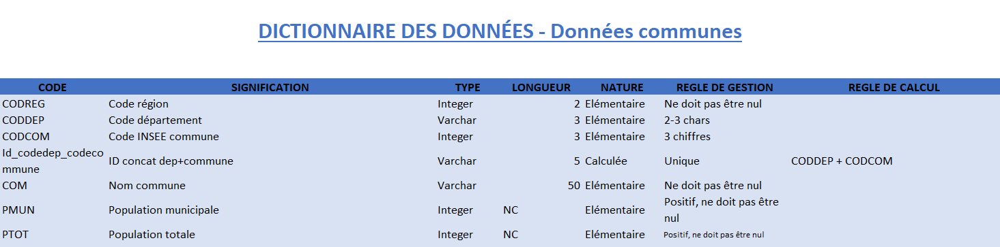 DICTIONNAIRE DES DONNÉES - Données communes
CODE SIGNIFICATION TYPE LONGUEUR NATURE REGLE DE GESTION REGLE DE CALCUL
CODREG Code région Integer 2 Elémentaire Ne doit pas être nul
CODDEP Code département Varchar 3 Elémentaire 2-3 chars
CODCOM Code INSEE commune Integer 3 Elémentaire 3 chiffres
Id_codedep_codeco
mmune ID concat dep+commune Varchar 5 Calculée Unique CODDEP + CODCOM
COM Nom commune Varchar 50 Elémentaire Ne doit pas être nul
PMUN Population municipale Integer NC Elémentaire Positif, ne doit pas être
nul
PTOT Population totale Integer NC Elémentaire Positif, ne doit pas être nul